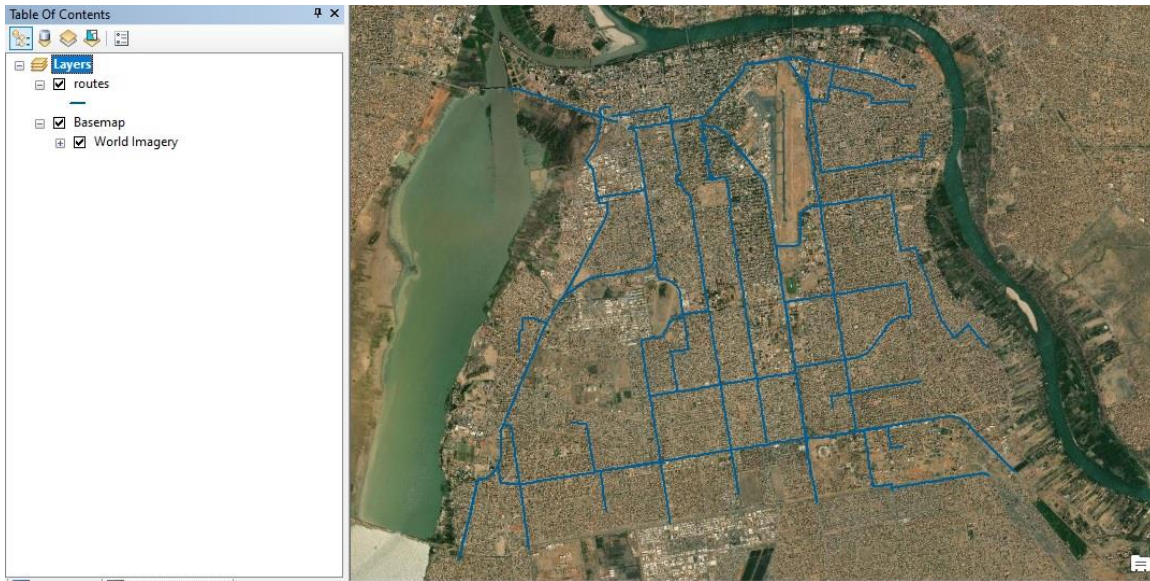 Table Of Contents
Layers
routes
Basemap
World Imagery